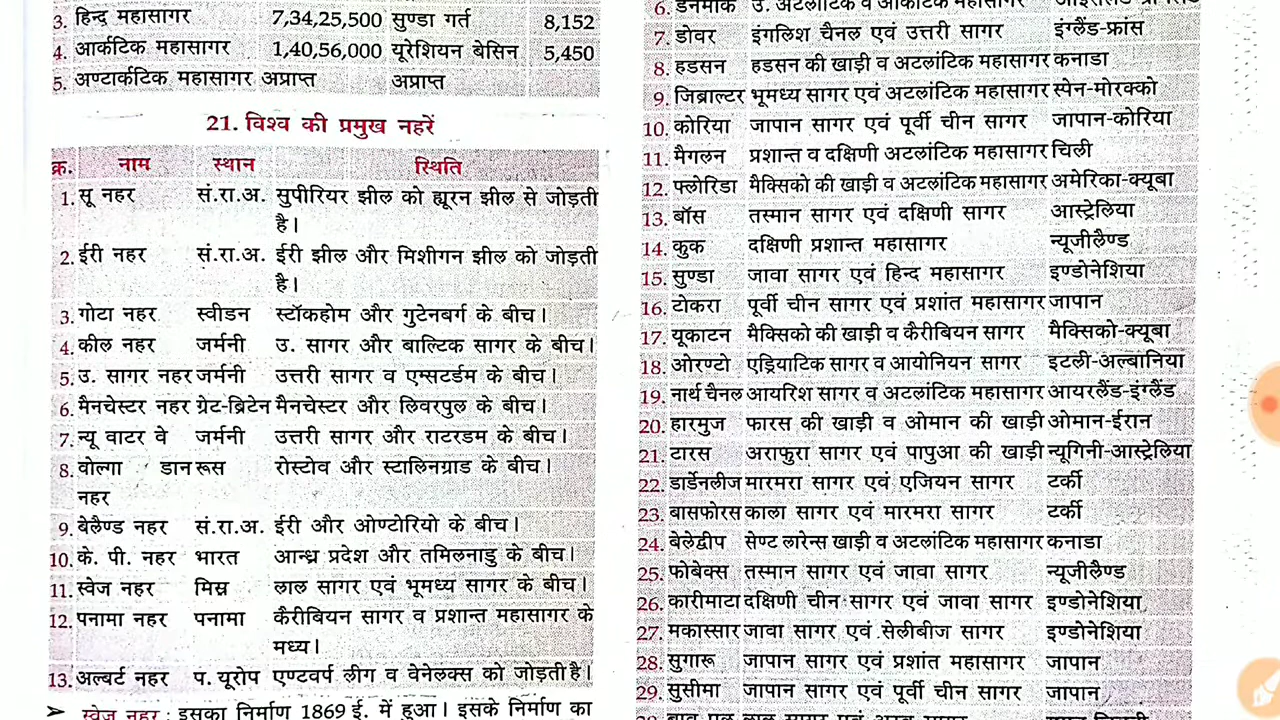 3. हिन्द महासागर 7,34,25,500 सुण्डा गर्त 8,152
4. आर्कटिक महासागर 1,40,56,000 यूरेशियन बेसिन 5,450
5. अण्टार्कटिक महासागर अप्राप्त अप्राप्त
21. विश्व की प्रमुख नहरें
क्र. नाम स्थान स्थिति
1. सू नहर सं.रा.अ. सुपीरियर झील को ह्यूरन झील से जोड़ती
है।
2. ईरी नहर सं.रा.अ. ईरी झील और मिशीगन झील को जोड़ती
है।
3. गोटा नहर स्वीडन स्टॉकहोम और गुटेनबर्ग के बीच।
4. कील नहर जर्मनी उ. सागर और बाल्टिक सागर के बीच।
5. उ. सागर नहर जर्मनी उत्तरी सागर व एम्सटर्डम के बीच।
6. मैनचेस्टर नहर ग्रेट-ब्रिटेन मैनचेस्टर और लिवरपुल के बीच।
7. न्यू वाटर वे जर्मनी उत्तरी सागर और राटरडम के बीच।
8. वोल्गा डान रूस रोस्टोव और स्टालिनग्राड के बीच।
नहर
9. बेलैण्ड नहर सं.रा.अ. ईरी और ओण्टोरियो के बीच।
10. के. पी. नहर भारत आन्ध्र प्रदेश और तमिलनाडु के बीच।
11. स्वेज नहर मिस्र लाल सागर एवं भूमध्य सागर के बीच।
12. पनामा नहर पनामा कैरीबियन सागर व प्रशान्त महासागर के
मध्य।
13. अल्बर्ट नहर प. यूरोप एण्टवर्प लीग व वेनेलक्स को जोड़ती है।
➤ स्वेज नहर : इसका निर्माण 1869 ई. में हुआ। इसके निर्माण का
6. डेनमार्क उ. अटलांटिक व आर्कटिक महासागर
7. डोवर इंगलिश चैनल एवं उत्तरी सागर इंग्लैंड-फ्रांस
8. हडसन हडसन की खाड़ी व अटलांटिक महासागर कनाडा
9. जिब्राल्टर भूमध्य सागर एवं अटलांटिक महासागर स्पेन-मोरक्को
10. कोरिया जापान सागर एवं पूर्वी चीन सागर जापान-कोरिया
11. मैगलन प्रशान्त व दक्षिणी अटलांटिक महासागर चिली
12. फ्लोरिडा मैक्सिको की खाड़ी व अटलांटिक महासागर अमेरिका-क्यूबा
13. बॉस तस्मान सागर एवं दक्षिणी सागर आस्ट्रेलिया
14. कुक दक्षिणी प्रशान्त महासागर न्यूजीलैण्ड
15. सुण्डा जावा सागर एवं हिन्द महासागर इण्डोनेशिया
16. टोकरा पूर्वी चीन सागर एवं प्रशांत महासागर जापान
17. यूकाटन मैक्सिको की खाड़ी व कैरीबियन सागर मैक्सिको-क्यूबा
18. ओरण्टो एड्रियाटिक सागर व आयोनियन सागर इटली-अल्बानिया
19. नार्थ चैनल आयरिश सागर व अटलांटिक महासागर आयरलैंड-इंग्लैंड
20. हारमुज फारस की खाड़ी व ओमान की खाड़ी ओमान-ईरान
21. टारस अराफुरा सागर एवं पापुआ की खाड़ी न्यूगिनी-आस्ट्रेलिया
22. डार्डेनलीज मारमरा सागर एवं एजियन सागर टर्की
23. बासफोरस काला सागर एवं मारमरा सागर टर्की
24. बेलेद्वीप सेण्ट लारेन्स खाड़ी व अटलांटिक महासागर कनाडा
25. फोबेक्स तस्मान सागर एवं जावा सागर न्यूजीलैण्ड
26. कारीमाटा दक्षिणी चीन सागर एवं जावा सागर इण्डोनेशिया
27. मकास्सार जावा सागर एवं सेलीबीज सागर इण्डोनेशिया
28. सुगारू जापान सागर एवं प्रशांत महासागर जापान
29. सुसीमा जापान सागर एवं पूर्वी चीन सागर जापान